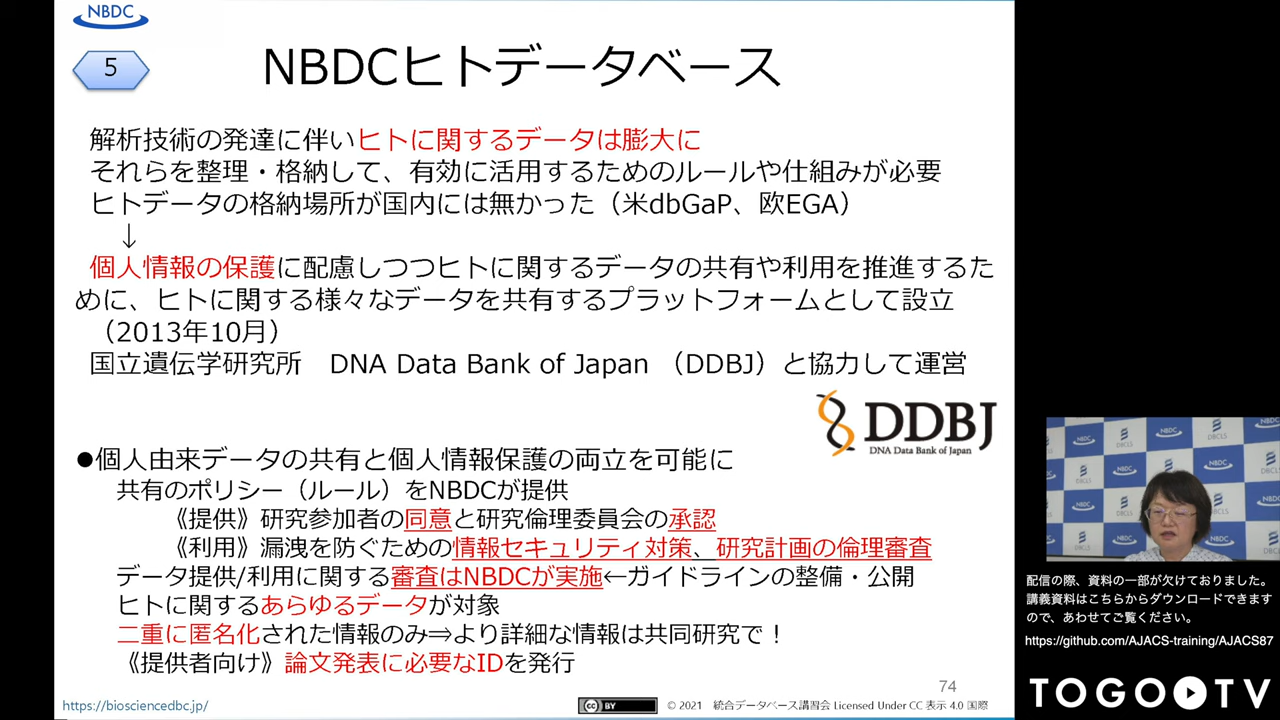 NBDC
5
NBDCヒトデータベース
解析技術の発達に伴いヒトに関するデータは膨大に
それらを整理・格納して、有効に活用するためのルールや仕組みが必要
ヒトデータの格納場所が国内には無かった（米dbGaP、欧EGA）
↓
個人情報の保護に配慮しつつヒトに関するデータの共有や利用を推進するた
めに、ヒトに関する様々なデータを共有するプラットフォームとして設立
（2013年10月）
国立遺伝学研究所　DNA Data Bank of Japan （DDBJ）と協力して運営
DDBJ
DNA Data Bank of Japan
●個人由来データの共有と個人情報保護の両立を可能に
共有のポリシー（ルール）をNBDCが提供
《提供》研究参加者の同意と研究倫理委員会の承認
《利用》漏洩を防ぐための情報セキュリティ対策、研究計画の倫理審査
データ提供/利用に関する審査はNBDCが実施←ガイドラインの整備・公開
ヒトに関するあらゆるデータが対象
二重に匿名化された情報のみ⇒より詳細な情報は共同研究で！
《提供者向け》論文発表に必要なIDを発行
74
https://biosciencedbc.jp/
cc BY
© 2021　統合データベース講習会 Licensed Under CC 表示 4.0 国際
NBDC
DBCLS
配信の際、資料の一部が欠けておりました。
講義資料はこちらからダウンロードできます
ので、あわせてご覧ください。
https://github.com/AJACS-training/AJACS87
TOGO TV